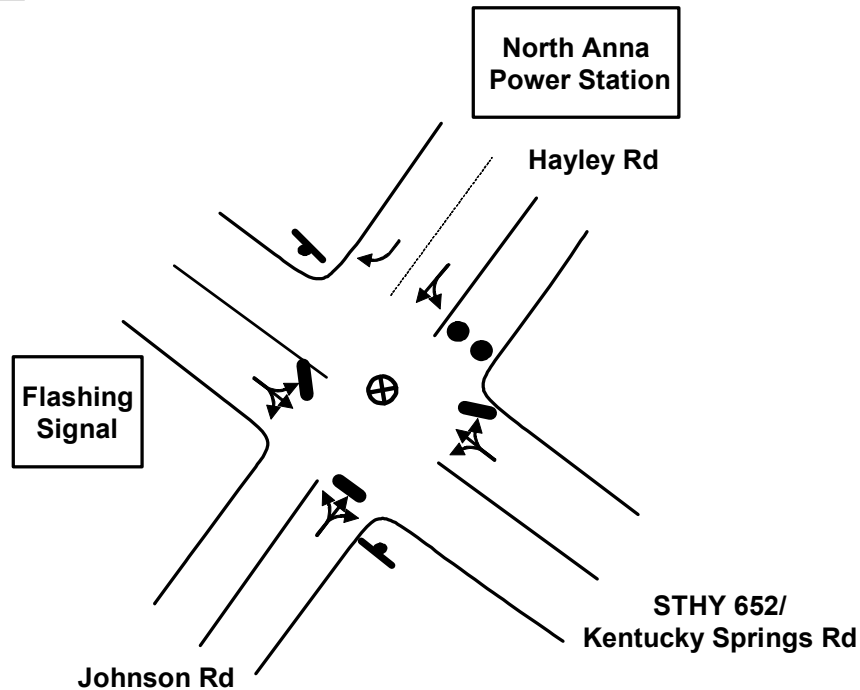 North Anna
Power Station
Hayley Rd
Flashing
Signal
STHY 652/
Kentucky Springs Rd
Johnson Rd